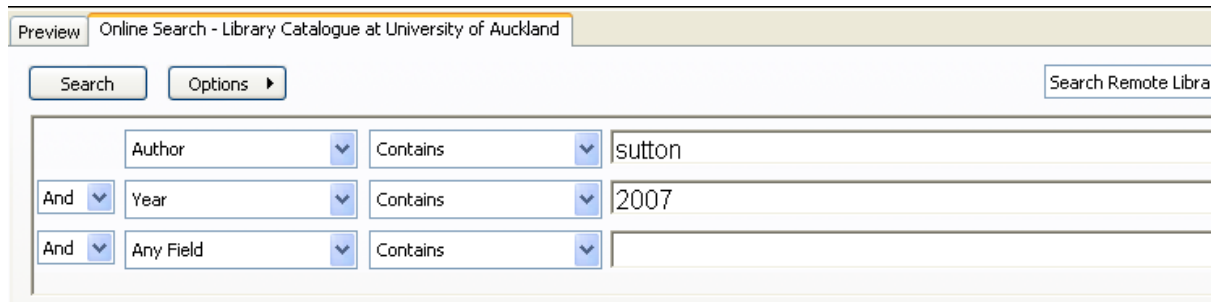 Preview Online Search - Library Catalogue at University of Auckland
Search Options Search Remote Libra
Author Contains sutton
And Year Contains 2007
And Any Field Contains